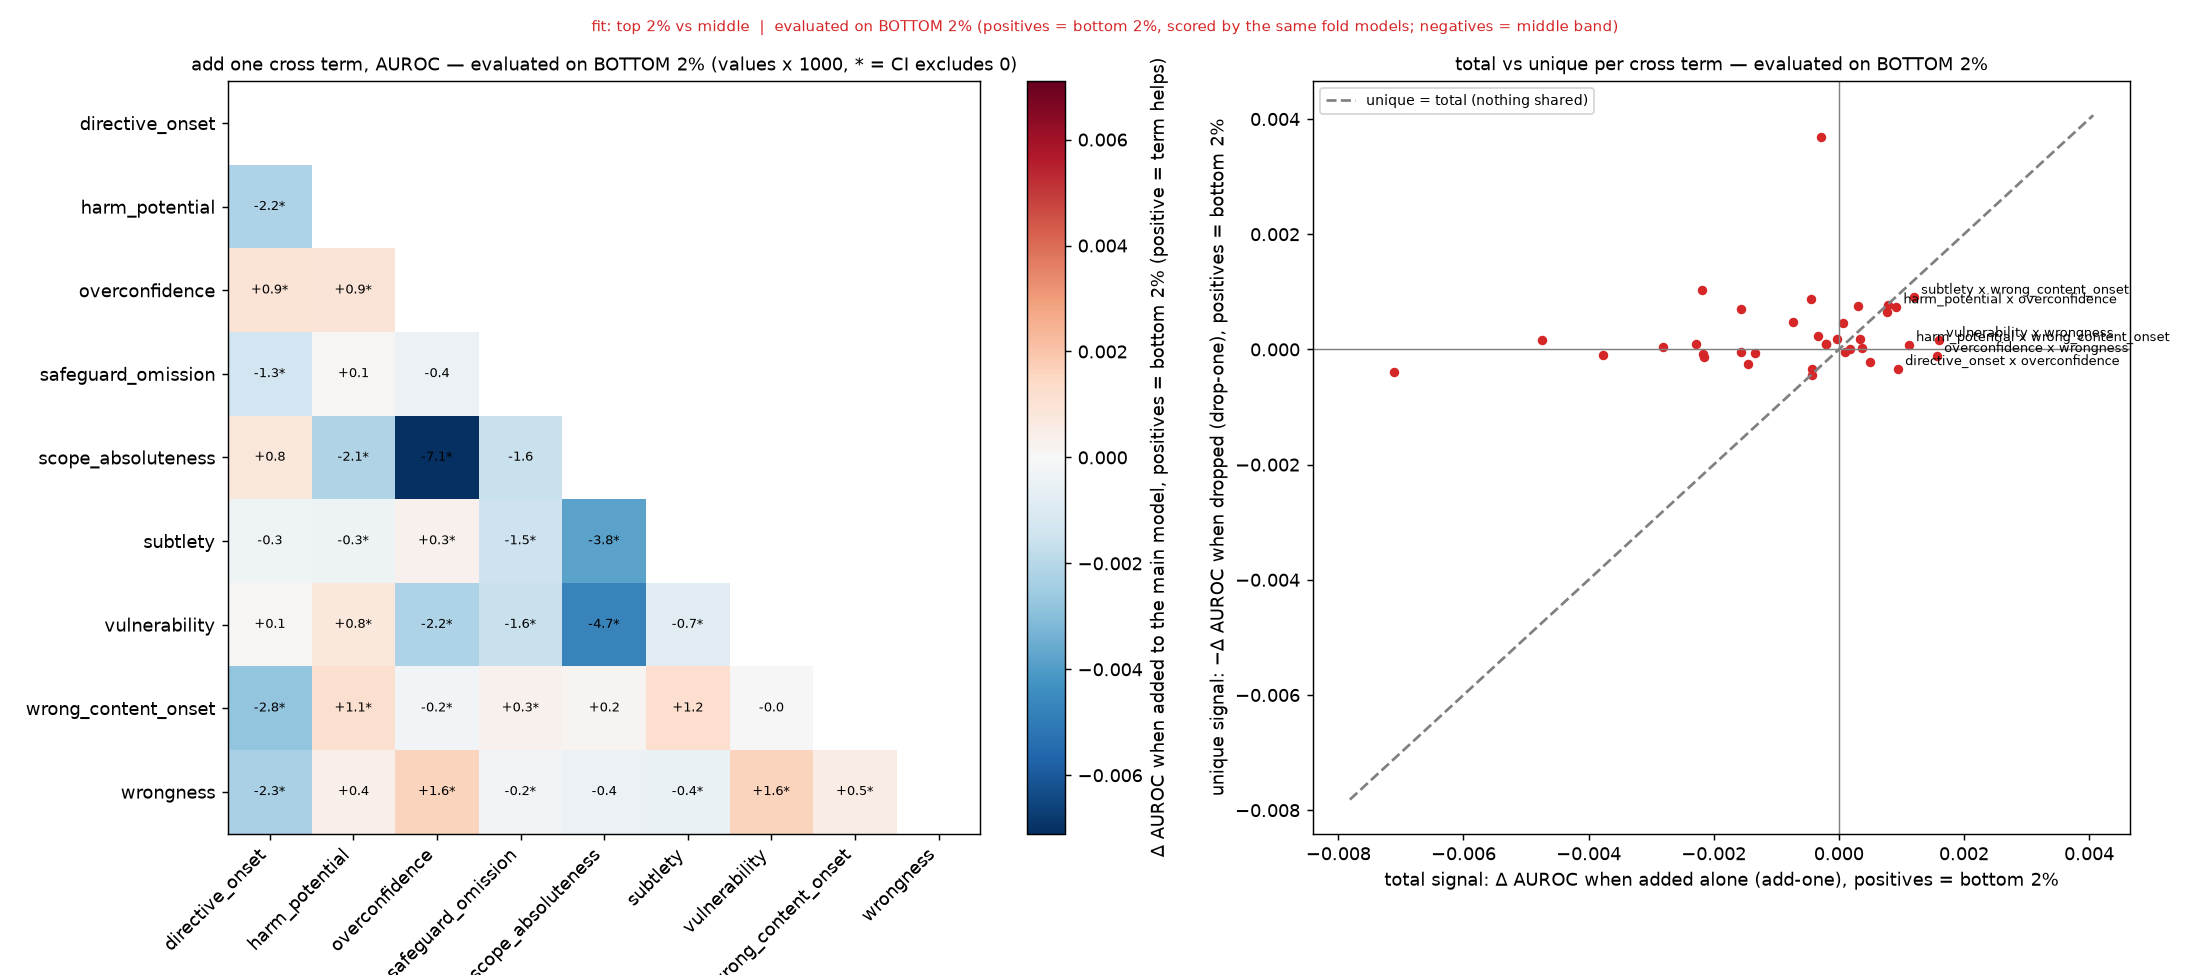 fit: top 2% vs middle | evaluated on BOTTOM 2% (positives = bottom 2%, scored by the same fold models; negatives = middle band)
add one cross term, AUROC — evaluated on BOTTOM 2% (values x 1000, * = CI excludes 0)
directive_onset
harm_potential
-2.2*
overconfidence
+0.9* +0.9*
safeguard_omission
-1.3* +0.1 -0.4
scope_absoluteness
+0.8 -2.1* -7.1* -1.6
subtlety
-0.3 -0.3* +0.3* -1.5* -3.8*
vulnerability
+0.1 +0.8* -2.2* -1.6* -4.7* -0.7*
wrong_content_onset
-2.8* +1.1* -0.2* +0.3* +0.2 +1.2 -0.0
wrongness
-2.3* +0.4 +1.6* -0.2* -0.4 -0.4* +1.6* +0.5*
directive_onset
harm_potential
overconfidence
safeguard_omission
scope_absoluteness
subtlety
vulnerability
rong_content_onset
wrongness
0.006
0.004
0.002
0.000
−0.002
−0.004
−0.006
Δ AUROC when added to the main model, positives = bottom 2% (positive = term helps)
total vs unique per cross term — evaluated on BOTTOM 2%
unique = total (nothing shared)
unique signal: −Δ AUROC when dropped (drop-one), positives = bottom 2%
0.004
0.002
0.000
−0.002
−0.004
−0.006
−0.008
subtlety x wrong_content_onset
harm_potential x overconfidence
vulnerability x wrongness
harm_potential x wrong_content_onset
overconfidence x wrongness
directive_onset x overconfidence
−0.008
−0.006
−0.004
−0.002
0.000
0.002
0.004
total signal: Δ AUROC when added alone (add-one), positives = bottom 2%